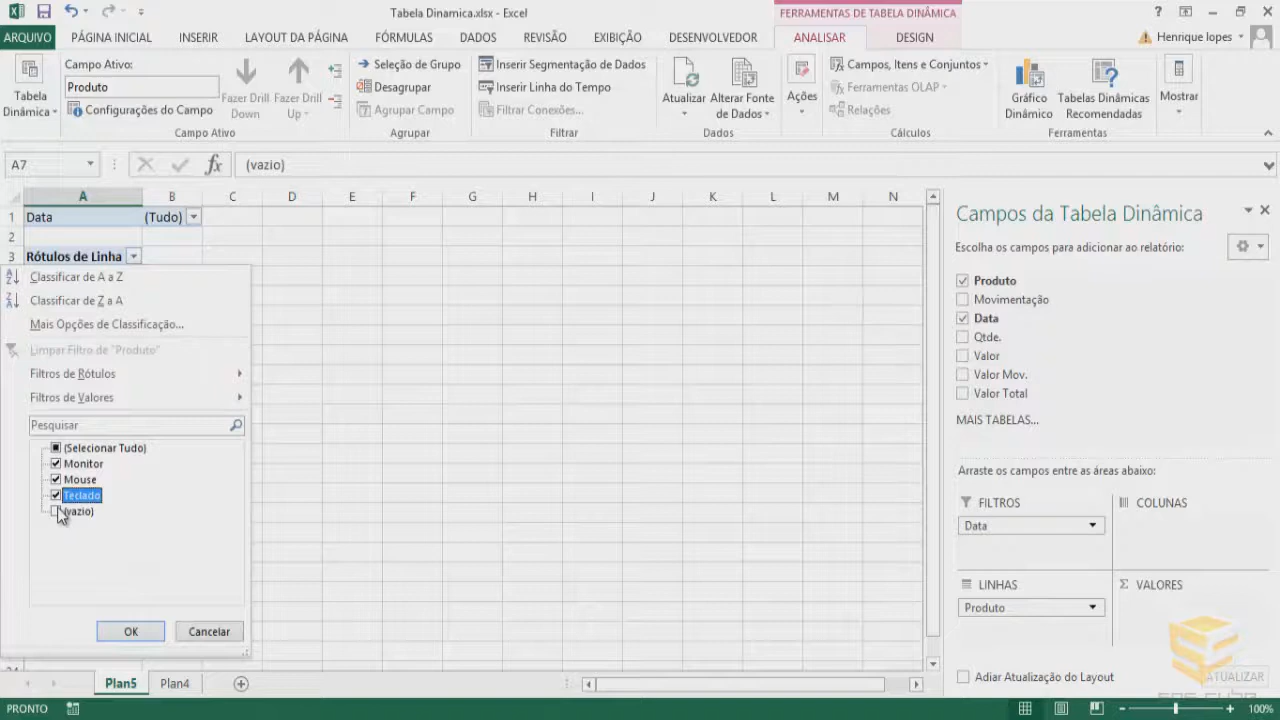 Tabela Dinamica.xlsx - Excel
FERRAMENTAS DE TABELA DINÂMICA
?
ARQUIVO PÁGINA INICIAL INSERIR LAYOUT DA PÁGINA FÓRMULAS DADOS REVISÃO EXIBIÇÃO DESENVOLVEDOR ANALISAR DESIGN Henrique lopes
Tabela Dinâmica
Campo Ativo:
Produto
Configurações do Campo
Fazer Drill Down
Fazer Drill Up
Campo Ativo
Seleção de Grupo
Desagrupar
Agrupar Campo
Agrupar
Inserir Segmentação de Dados
Inserir Linha do Tempo
Filtrar Conexões...
Filtrar
Atualizar
Alterar Fonte de Dados
Dados
Ações
Campos, Itens e Conjuntos
Ferramentas OLAP
Relações
Cálculos
Gráfico Dinâmico
Tabelas Dinâmicas Recomendadas
Ferramentas
Mostrar
A7 fx (vazio)
A B C D E F G H I J K L M N
1 Data (Tudo)
2
3 Rótulos de Linha
Classificar de A a Z
Classificar de Z a A
Mais Opções de Classificação...
Limpar Filtro de "Produto"
Filtros de Rótulos
Filtros de Valores
Pesquisar
(Selecionar Tudo)
Monitor
Mouse
Teclado
(vazio)
OK Cancelar
Campos da Tabela Dinâmica
Escolha os campos para adicionar ao relatório:
Produto
Movimentação
Data
Qtde.
Valor
Valor Mov.
Valor Total
MAIS TABELAS...
Arraste os campos entre as áreas abaixo:
FILTROS
Data
COLUNAS
LINHAS
Produto
Σ VALORES
Adiar Atualização do Layout ATUALIZAR
Plan5 Plan4
PRONTO 100%